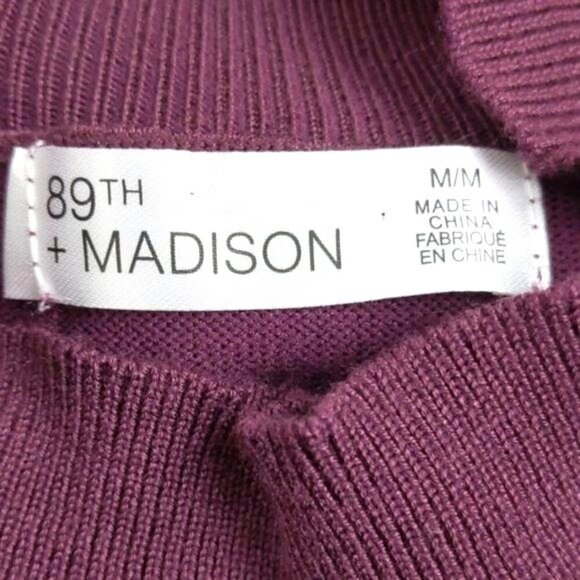 89TH
+ MADISON
M/M
MADE IN
CHINA
FABRIQUÉ
EN CHINE